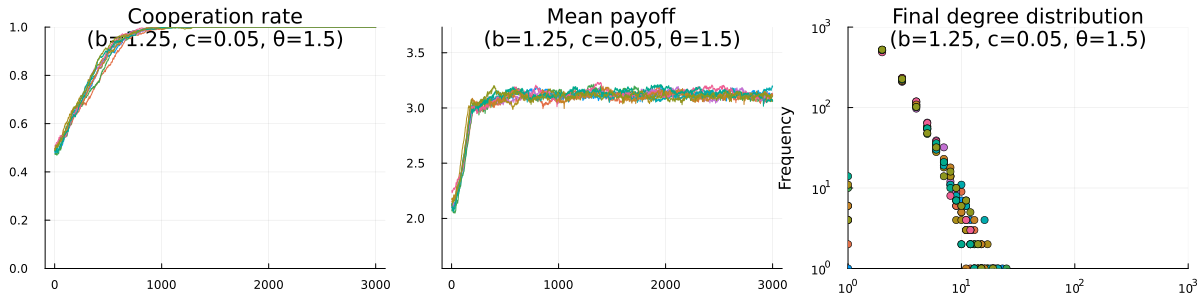 Cooperation rate
(b=1.25, c=0.05, θ=1.5)
1.0
0.8
0.6
0.4
0.2
0.0
0 1000 2000 3000
Mean payoff
(b=1.25, c=0.05, θ=1.5)
3.5
3.0
2.5
2.0
0 1000 2000 3000
Final degree distribution
(b=1.25, c=0.05, θ=1.5)
Frequency
10³
10²
10¹
10⁰
10⁰ 10¹ 10² 10³